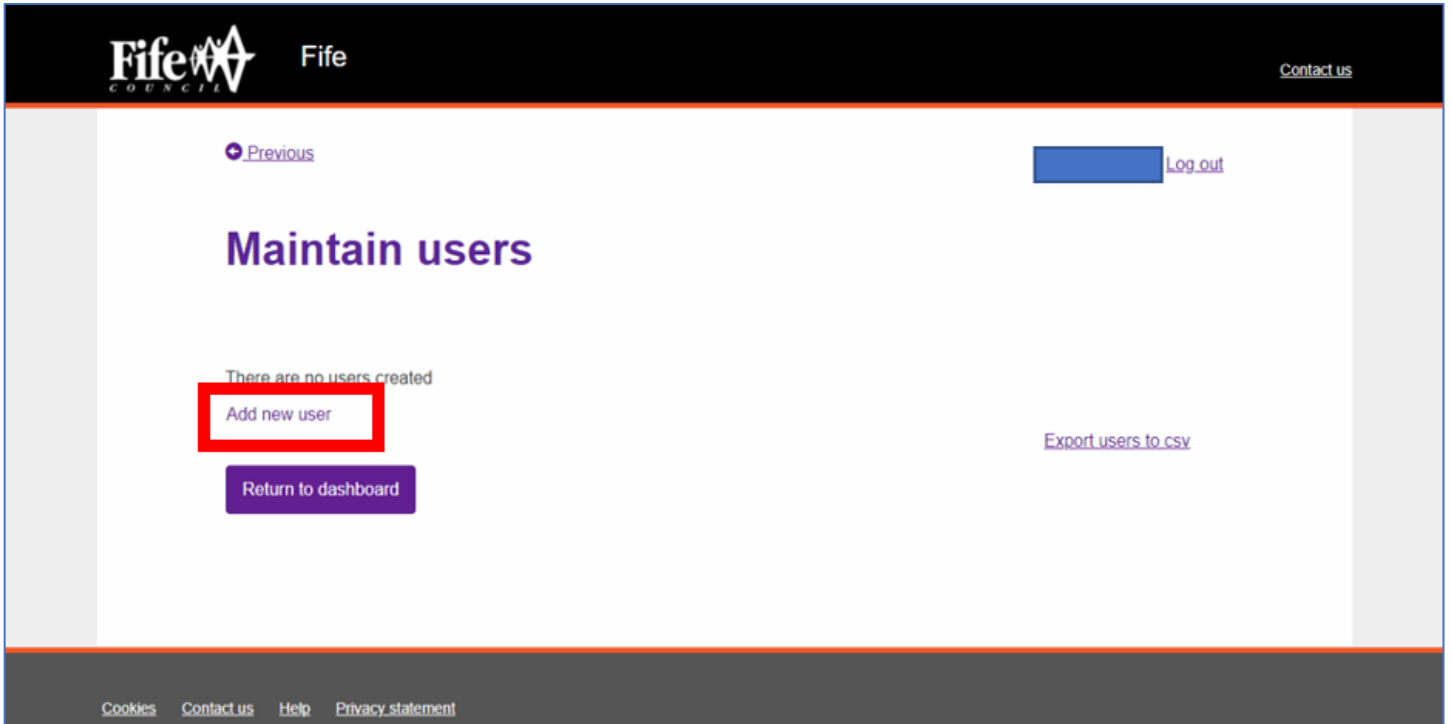 Fife
COUNCIL
Fife
Contact us
Previous
Log out
Maintain users
There are no users created
Add new user
Export users to csv
Return to dashboard
Cookies Contact us Help Privacy statement